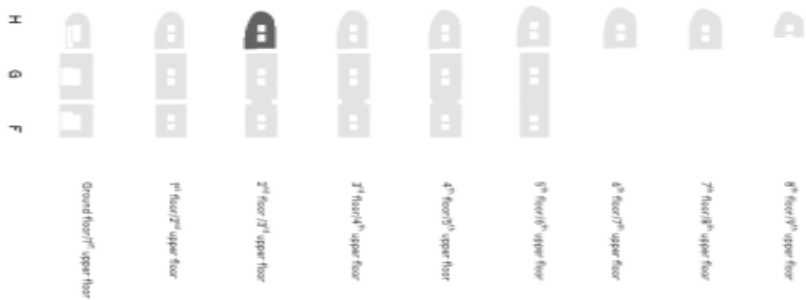 H
G
F
Ground floor/1st upper floor
1st floor/2nd upper floor
2nd floor /3rd upper floor
3rd floor/4th upper floor
4th floor/5th upper floor
5th floor/6th upper floor
6th floor/7th upper floor
7th floor/8th upper floor
8th floor/9th upper floor